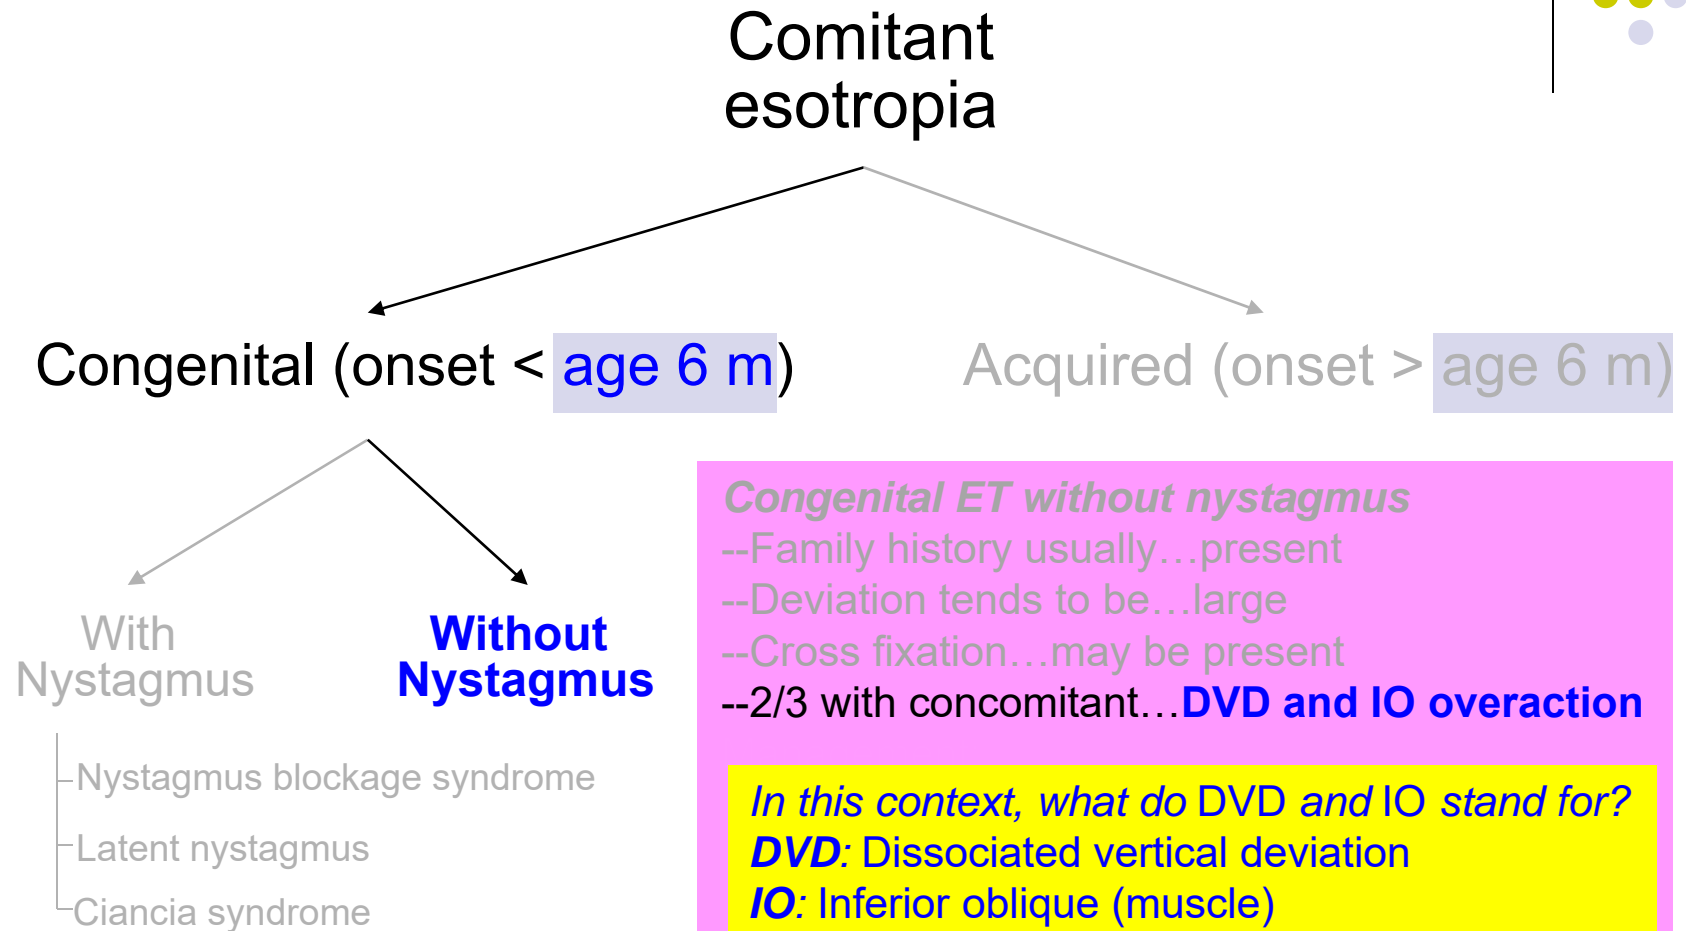 Comitant
esotropia
Congenital (onset < age 6 m)
Acquired (onset > age 6 m)
With
Nystagmus
Without
Nystagmus
Nystagmus blockage syndrome
Latent nystagmus
Ciancia syndrome
Congenital ET without nystagmus
--Family history usually…present
--Deviation tends to be…large
--Cross fixation…may be present
--2/3 with concomitant…DVD and IO overaction
In this context, what do DVD and IO stand for?
DVD: Dissociated vertical deviation
IO: Inferior oblique (muscle)